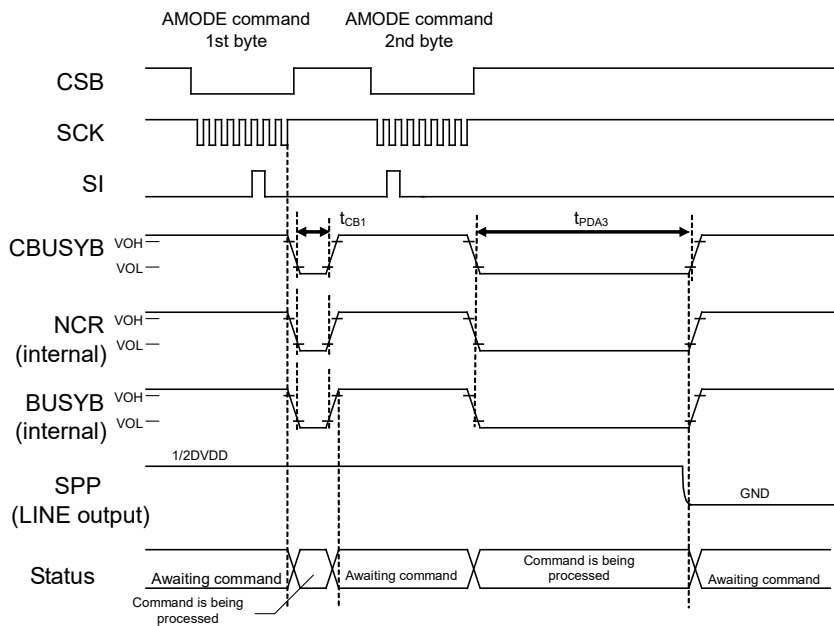 AMODE command
1st byte
AMODE command
2nd byte
CSB
SCK
SI
tCB1
tPDA3
CBUSYB
VOH
VOL
NCR
(internal)
VOH
VOL
BUSYB
(internal)
VOH
VOL
1/2DVDD
SPP
(LINE output)
GND
Status
Awaiting command
Command is being
processed
Awaiting command
Command is being
processed
Awaiting command